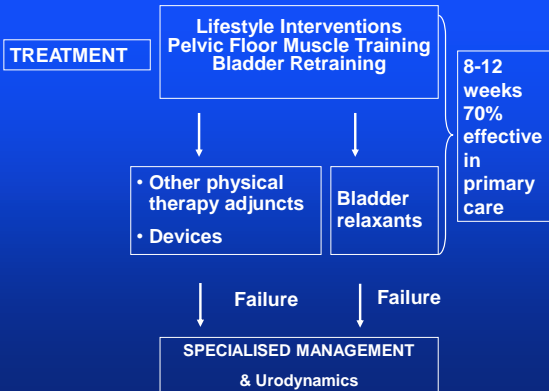 Lifestyle Interventions
Pelvic Floor Muscle Training
Bladder Retraining
TREATMENT
8-12
weeks
70%
effective
in
primary
care
• Other physical
therapy adjuncts
• Devices
Bladder
relaxants
Failure
Failure
SPECIALISED MANAGEMENT
& Urodynamics